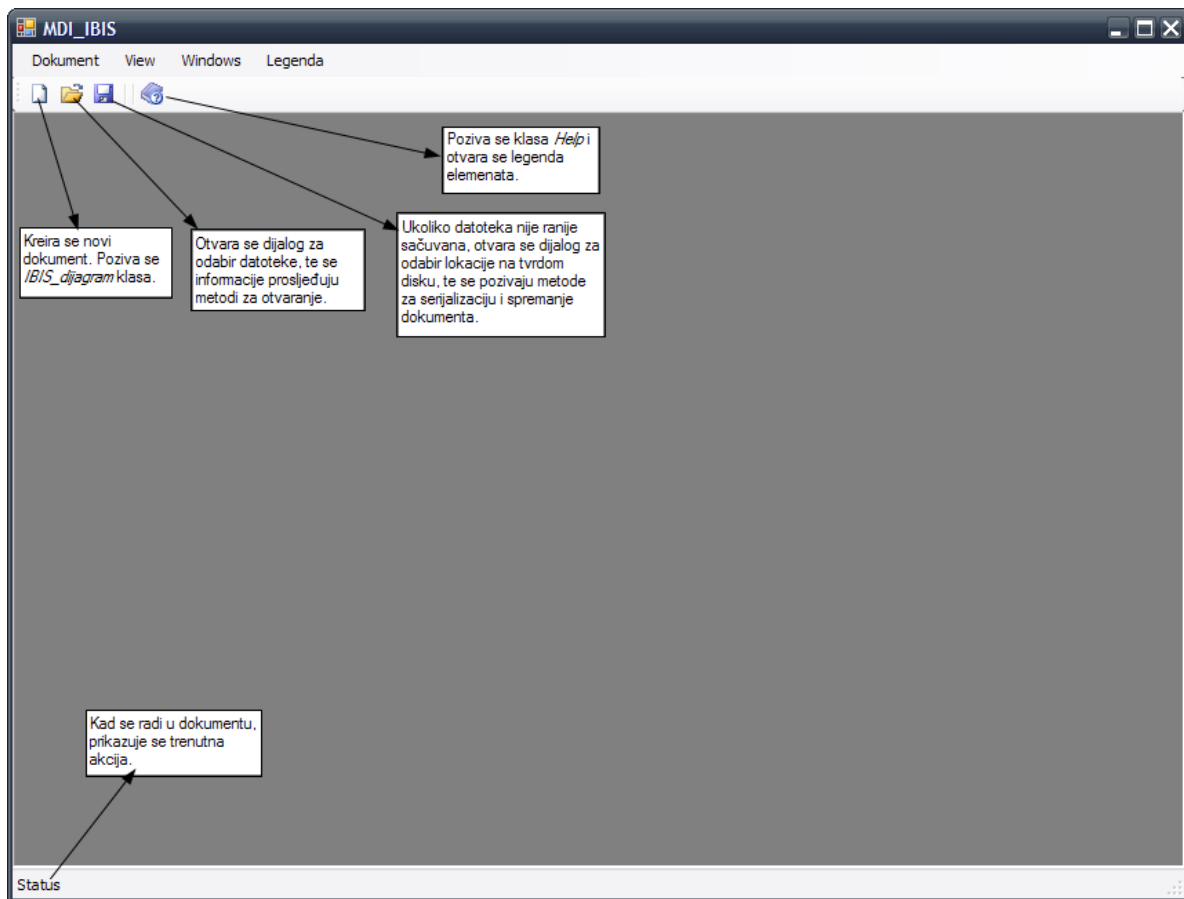 MDI_IBIS
Dokument View Windows Legenda
Poziva se klasa Help i
otvara se legenda
elemenata.
Kreira se novi
dokument. Poziva se
IBIS_dijagram klasa.
Otvara se dijalog za
odabir datoteke, te se
informacije prosljeđuju
metodi za otvaranje.
Ukoliko datoteka nije ranije
sačuvana, otvara se dijalog za
odabir lokacije na tvrdom
disku, te se pozivaju metode
za serijalizaciju i spremanje
dokumenta.
Kad se radi u dokumentu,
prikazuje se trenutna
akcija.
Status